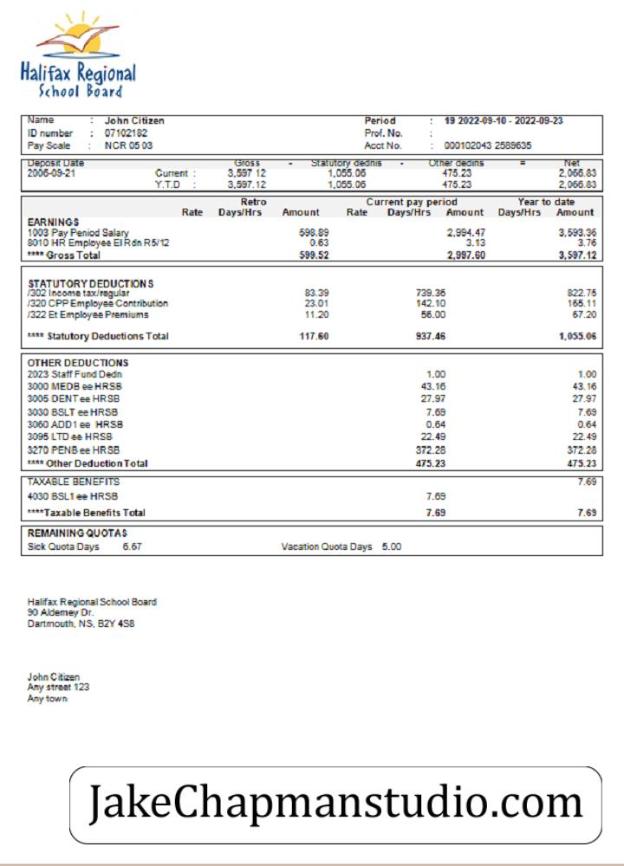 Halifax Regional
School Board
Name : John Citizen Period : 19 2022-09-10 - 2022-09-23
ID number : 07102182 Prof. No. :
Pay Scale : NCR 05 03 Acct No. : 000102043 2589635
Deposit Date Gross - Statutory dedns - Other dedns = Net
2006-09-21 Current : 3,597 12 1,055.06 475.23 2,066.83
Y.T.D : 3,597.12 1,055.06 475.23 2,066.83
Retro Current pay period Year to date
Rate Days/Hrs Amount Rate Days/Hrs Amount Days/Hrs Amount
EARNINGS
1003 Pay Period Salary 598.89 2,994.47 3,593.36
8010 HR Employee EI Rdn R5/12 0.63 3.13 3.76
**** Gross Total 599.52 2,997.60 3,597.12
STATUTORY DEDUCTIONS
/302 Income tax/regular 83.39 739.36 822.75
/320 CPP Employee Contribution 23.01 142.10 165.11
/322 Et Employee Premiums 11.20 56.00 67.20
**** Statutory Deductions Total 117.60 937.46 1,055.06
OTHER DEDUCTIONS
2023 Staff Fund Dedn 1.00 1.00
3000 MEDB ee HRSB 43.16 43.16
3005 DENT ee HRSB 27.97 27.97
3030 BSLT ee HRSB 7.69 7.69
3060 ADD1 ee HRSB 0.64 0.64
3095 LTD ee HRSB 22.49 22.49
3270 PENB ee HRSB 372.28 372.28
**** Other Deduction Total 475.23 475.23
TAXABLE BENEFITS 7.69
4030 BSL1 ee HRSB 7.69
****Taxable Benefits Total 7.69 7.69
REMAINING QUOTAS
Sick Quota Days 6.67 Vacation Quota Days 5.00
Halifax Regional School Board
90 Alderney Dr.
Dartmouth, NS, B2Y 4S8
John Citizen
Any street 123
Any town
JakeChapmanstudio.com